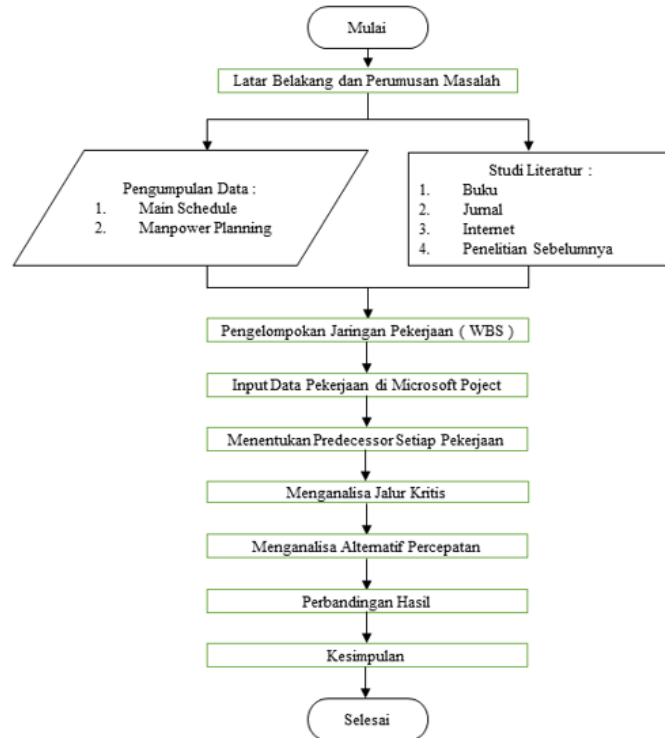 Mulai
Latar Belakang dan Perumusan Masalah
Pengumpulan Data :
1. Main Schedule
2. Manpower Planning
Studi Literatur :
1. Buku
2. Jurnal
3. Internet
4. Penelitian Sebelumnya
Pengelompokan Jaringan Pekerjaan ( WBS )
Input Data Pekerjaan di Microsoft Poject
Menentukan Predecessor Setiap Pekerjaan
Menganalisa Jalur Kritis
Menganalisa Alternatif Percepatan
Perbandingan Hasil
Kesimpulan
Selesai